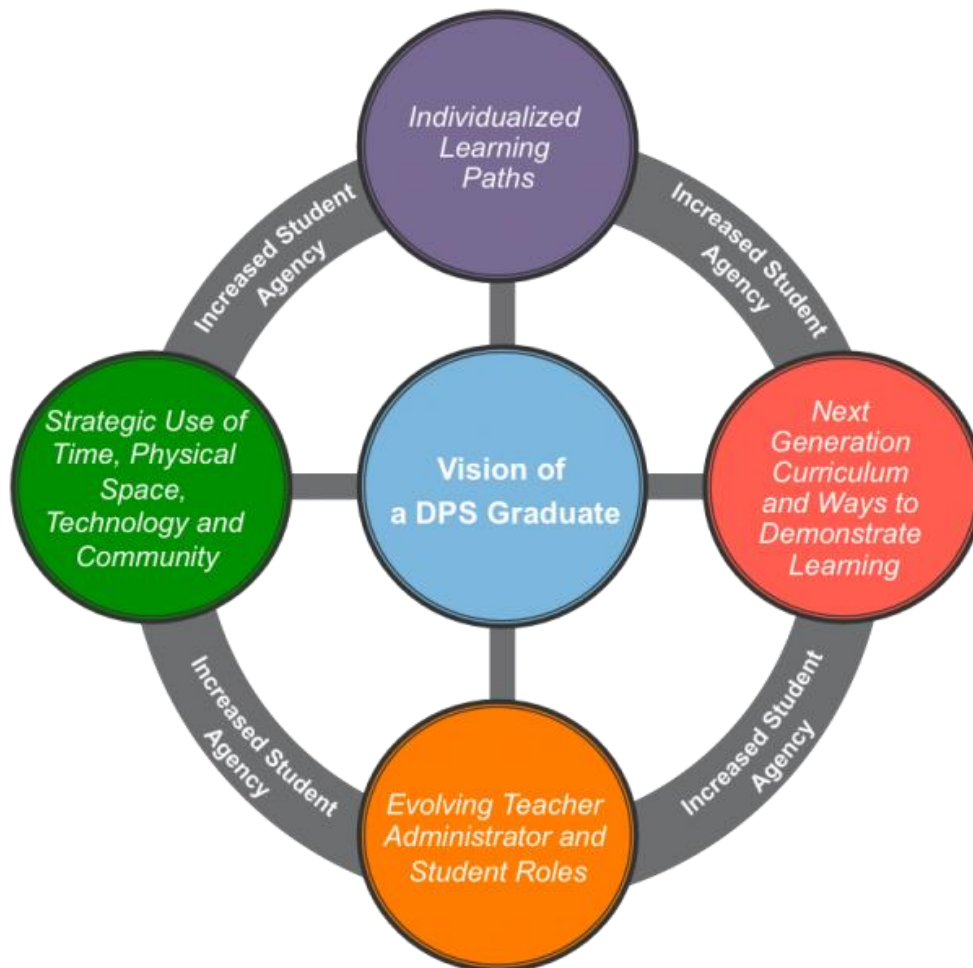 Individualized
Learning
Paths
Increased Student
Agency
Increased Student
Agency
Strategic Use of
Time, Physical
Space,
Technology and
Community
Vision of
a DPS Graduate
Next
Generation
Curriculum
and Ways to
Demonstrate
Learning
Increased Student
Agency
Increased Student
Agency
Evolving Teacher
Administrator and
Student Roles